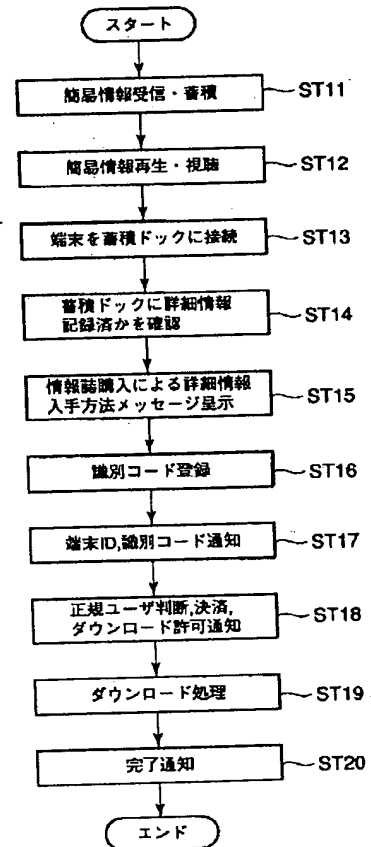 スタート
簡易情報受信・蓄積
ST11
簡易情報再生・視聴
ST12
端末を蓄積ドックに接続
ST13
蓄積ドックに詳細情報
記録済かを確認
ST14
情報誌購入による詳細情報
入手方法メッセージ呈示
ST15
識別コード登録
ST16
端末ID,識別コード通知
ST17
正規ユーザ判断,決済,
ダウンロード許可通知
ST18
ダウンロード処理
ST19
完了通知
ST20
エンド